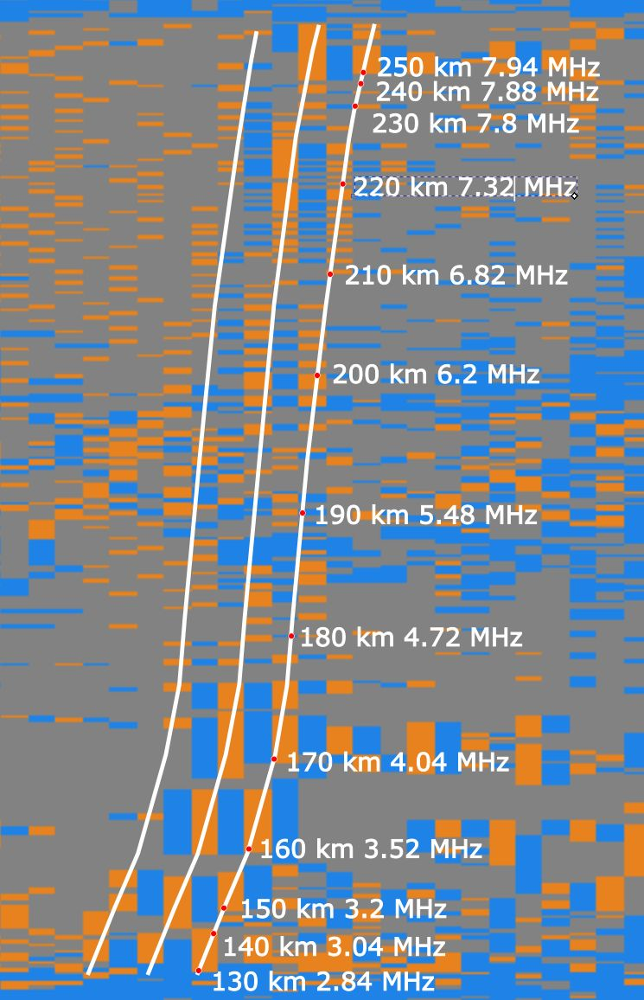 250 km 7.94 MHz
240 km 7.88 MHz
230 km 7.8 MHz
220 km 7.32 MHz
210 km 6.82 MHz
200 km 6.2 MHz
190 km 5.48 MHz
180 km 4.72 MHz
170 km 4.04 MHz
160 km 3.52 MHz
150 km 3.2 MHz
140 km 3.04 MHz
130 km 2.84 MHz